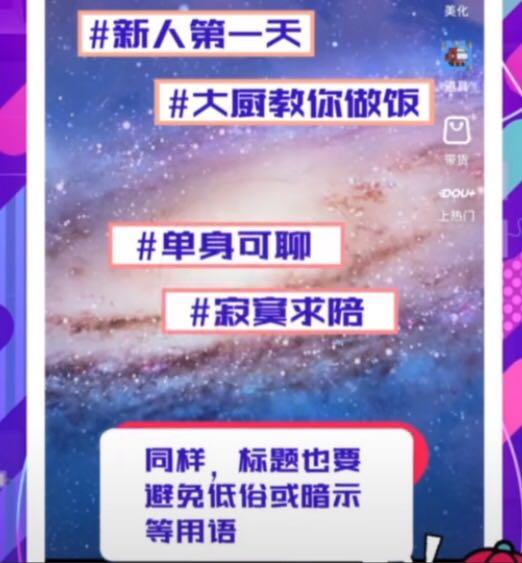 美化
#新人第一天
道具
#大厨教你做饭
带货
DOU+
上热门
#单身可聊
#寂寞求陪
同样，标题也要
避免低俗或暗示
等用语